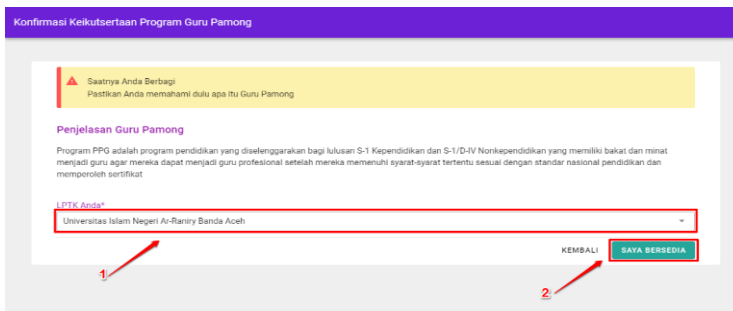 Konfirmasi Keikutsertaan Program Guru Pamong
Saatnya Anda Berbagi
Pastikan Anda memahami dulu apa itu Guru Pamong
Penjelasan Guru Pamong
Program PPG adalah program pendidikan yang diselenggarakan bagi lulusan S-1 Kependidikan dan S-1/D-IV Nonkependidikan yang memiliki bakat dan minat
menjadi guru agar mereka dapat menjadi guru profesional setelah mereka memenuhi syarat-syarat tertentu sesuai dengan standar nasional pendidikan dan
memperoleh sertifikat
LPTK Anda*
Universitas Islam Negeri Ar-Raniry Banda Aceh
KEMBALI SAYA BERSEDIA
1
2